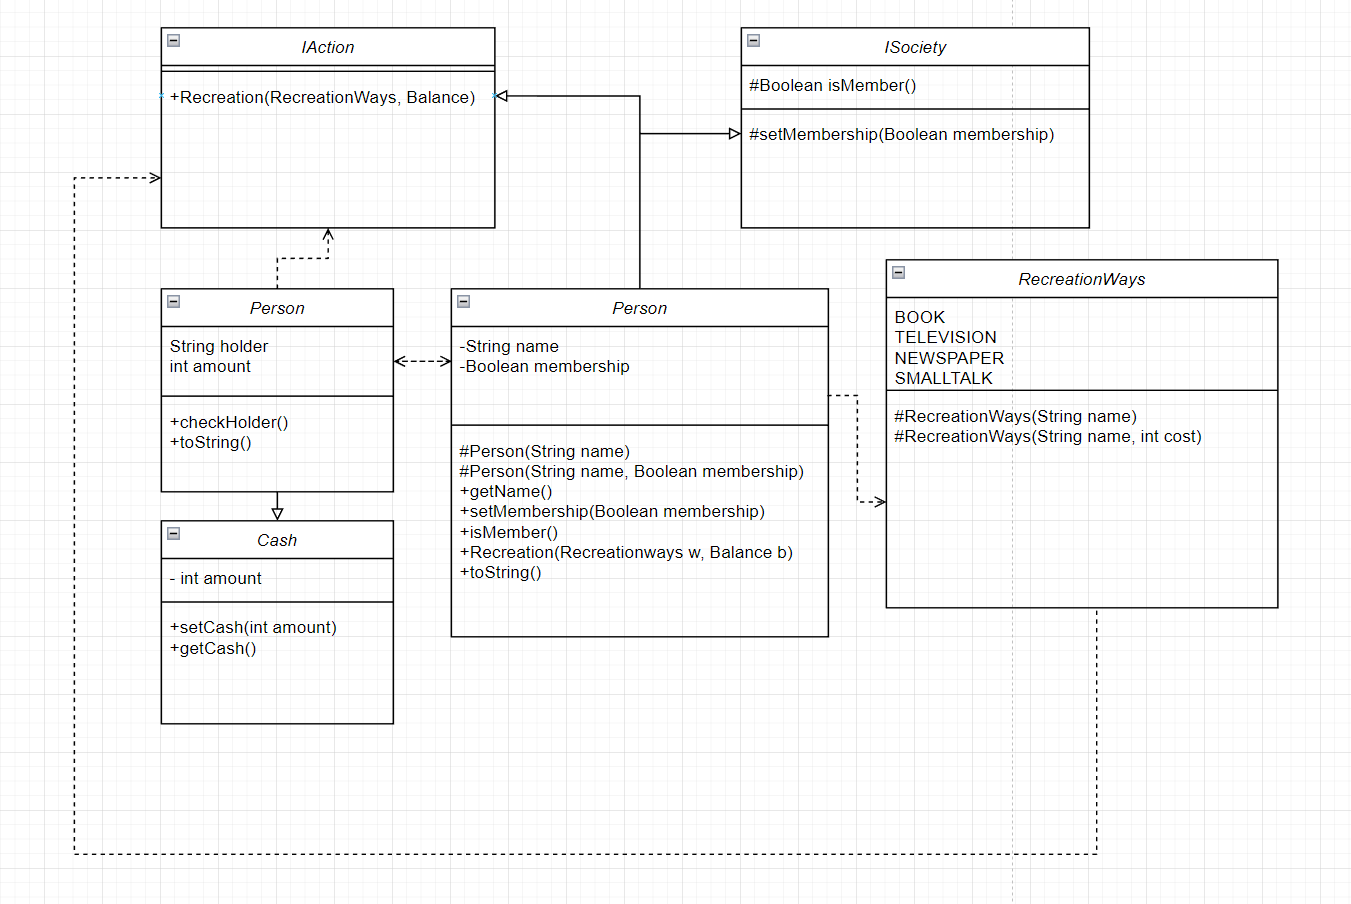 IAction
+Recreation(RecreationWays, Balance)
ISociety
#Boolean isMember()
#setMembership(Boolean membership)
Person
String holder
int amount
+checkHolder()
+toString()
Person
-String name
-Boolean membership
#Person(String name)
#Person(String name, Boolean membership)
+getName()
+setMembership(Boolean membership)
+isMember()
+Recreation(Recreationways w, Balance b)
+toString()
RecreationWays
BOOK
TELEVISION
NEWSPAPER
SMALLTALK
#RecreationWays(String name)
#RecreationWays(String name, int cost)
Cash
- int amount
+setCash(int amount)
+getCash()